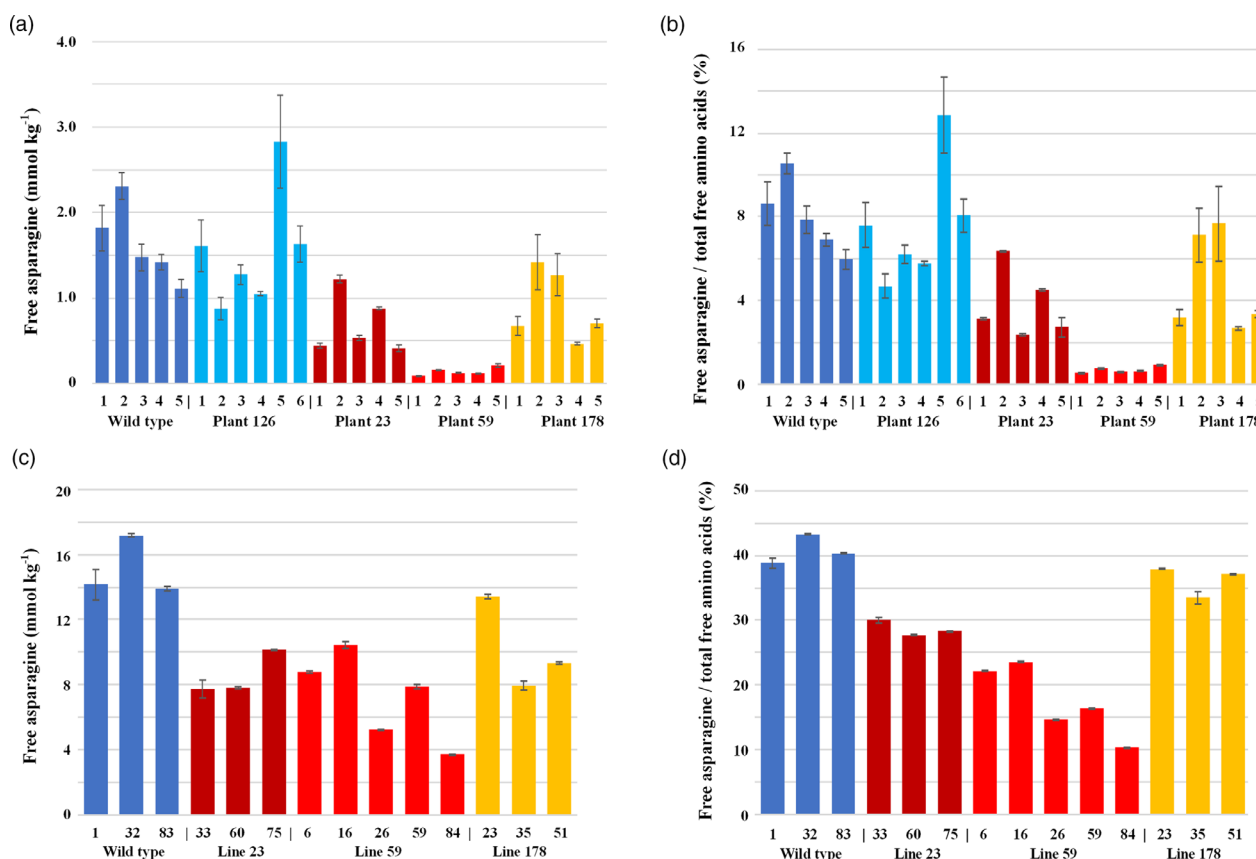 (a)
Free asparagine (mmol kg⁻¹)
4.0
3.0
2.0
1.0
0
1 2 3 4 5 | 1 2 3 4 5 6 | 1 2 3 4 5 | 1 2 3 4 5 | 1 2 3 4 5
Wild type Plant 126 Plant 23 Plant 59 Plant 178
(b)
Free asparagine / total free amino acids (%)
16
12
8
4
0
1 2 3 4 5 | 1 2 3 4 5 6 | 1 2 3 4 5 | 1 2 3 4 5 | 1 2 3 4
Wild type Plant 126 Plant 23 Plant 59 Plant 178
(c)
Free asparagine (mmol kg⁻¹)
20
16
12
8
4
0
1 32 83 | 33 60 75 | 6 16 26 59 84 | 23 35 51
Wild type Line 23 Line 59 Line 178
(d)
Free asparagine / total free amino acids (%)
50
40
30
20
10
0
1 32 83 | 33 60 75 | 6 16 26 59 84 | 23 35 51
Wild type Line 23 Line 59 Line 178